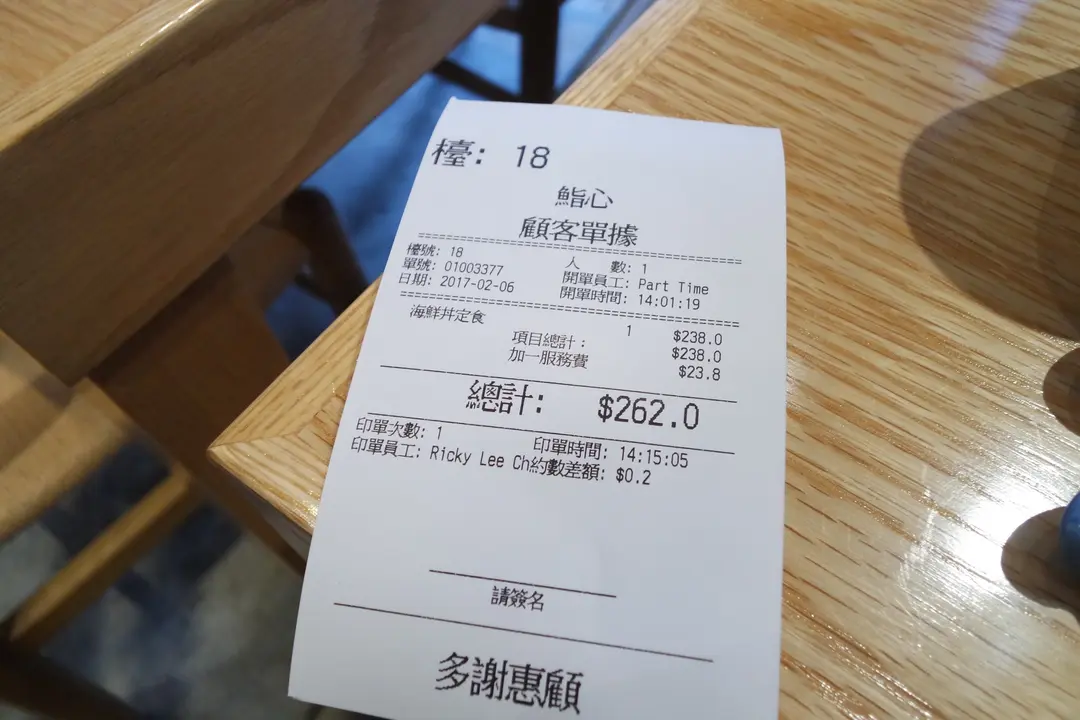 檯: 18
鮨心
顧客單據
檯號: 18 人 數: 1
單號: 01003377 開單員工: Part Time
日期: 2017-02-06 開單時間: 14:01:19
海鮮丼定食 1 $238.0
項目總計: $238.0
加一服務費 $23.8
總計: $262.0
印單次數: 1 印單時間: 14:15:05
印單員工: Ricky Lee Ch約數差額: $0.2
請簽名
多謝惠顧